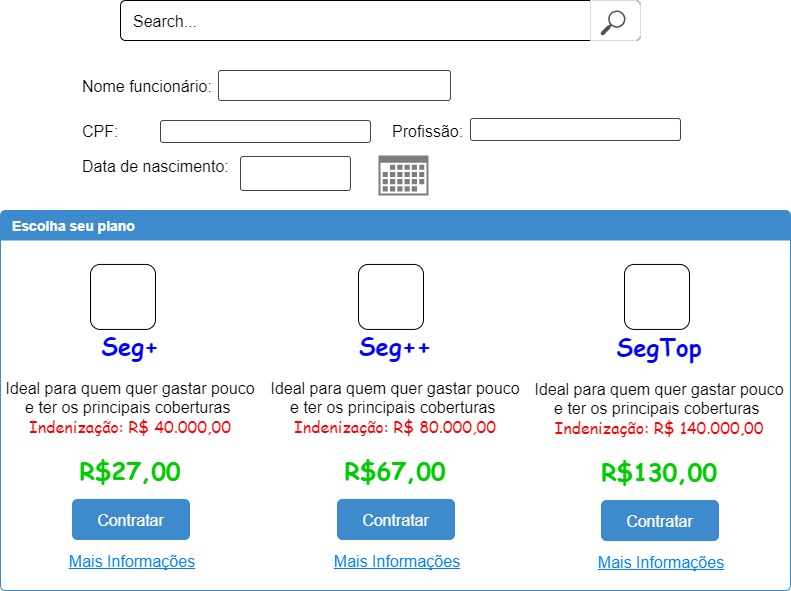 Search...
Nome funcionário:
CPF: Profissão:
Data de nascimento:
Escolha seu plano
Seg+
Ideal para quem quer gastar pouco
e ter os principais coberturas
Indenização: R$ 40.000,00
R$27,00
Contratar
Mais Informações
Seg++
Ideal para quem quer gastar pouco
e ter os principais coberturas
Indenização: R$ 80.000,00
R$67,00
Contratar
Mais Informações
SegTop
Ideal para quem quer gastar pouco
e ter os principais coberturas
Indenização: R$ 140.000,00
R$130,00
Contratar
Mais Informações